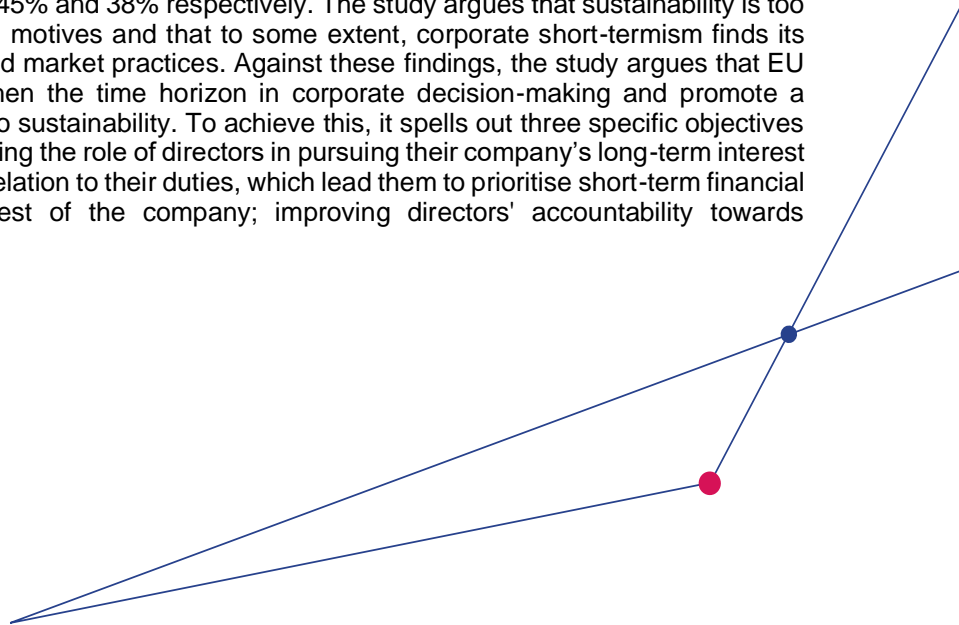 45% and 38% respectively. The study argues that sustainability is too
motives and that to some extent, corporate short-termism finds its
d market practices. Against these findings, the study argues that EU
hen the time horizon in corporate decision-making and promote a
o sustainability. To achieve this, it spells out three specific objectives
ing the role of directors in pursuing their company's long-term interest
elation to their duties, which lead them to prioritise short-term financial
est of the company; improving directors' accountability towards